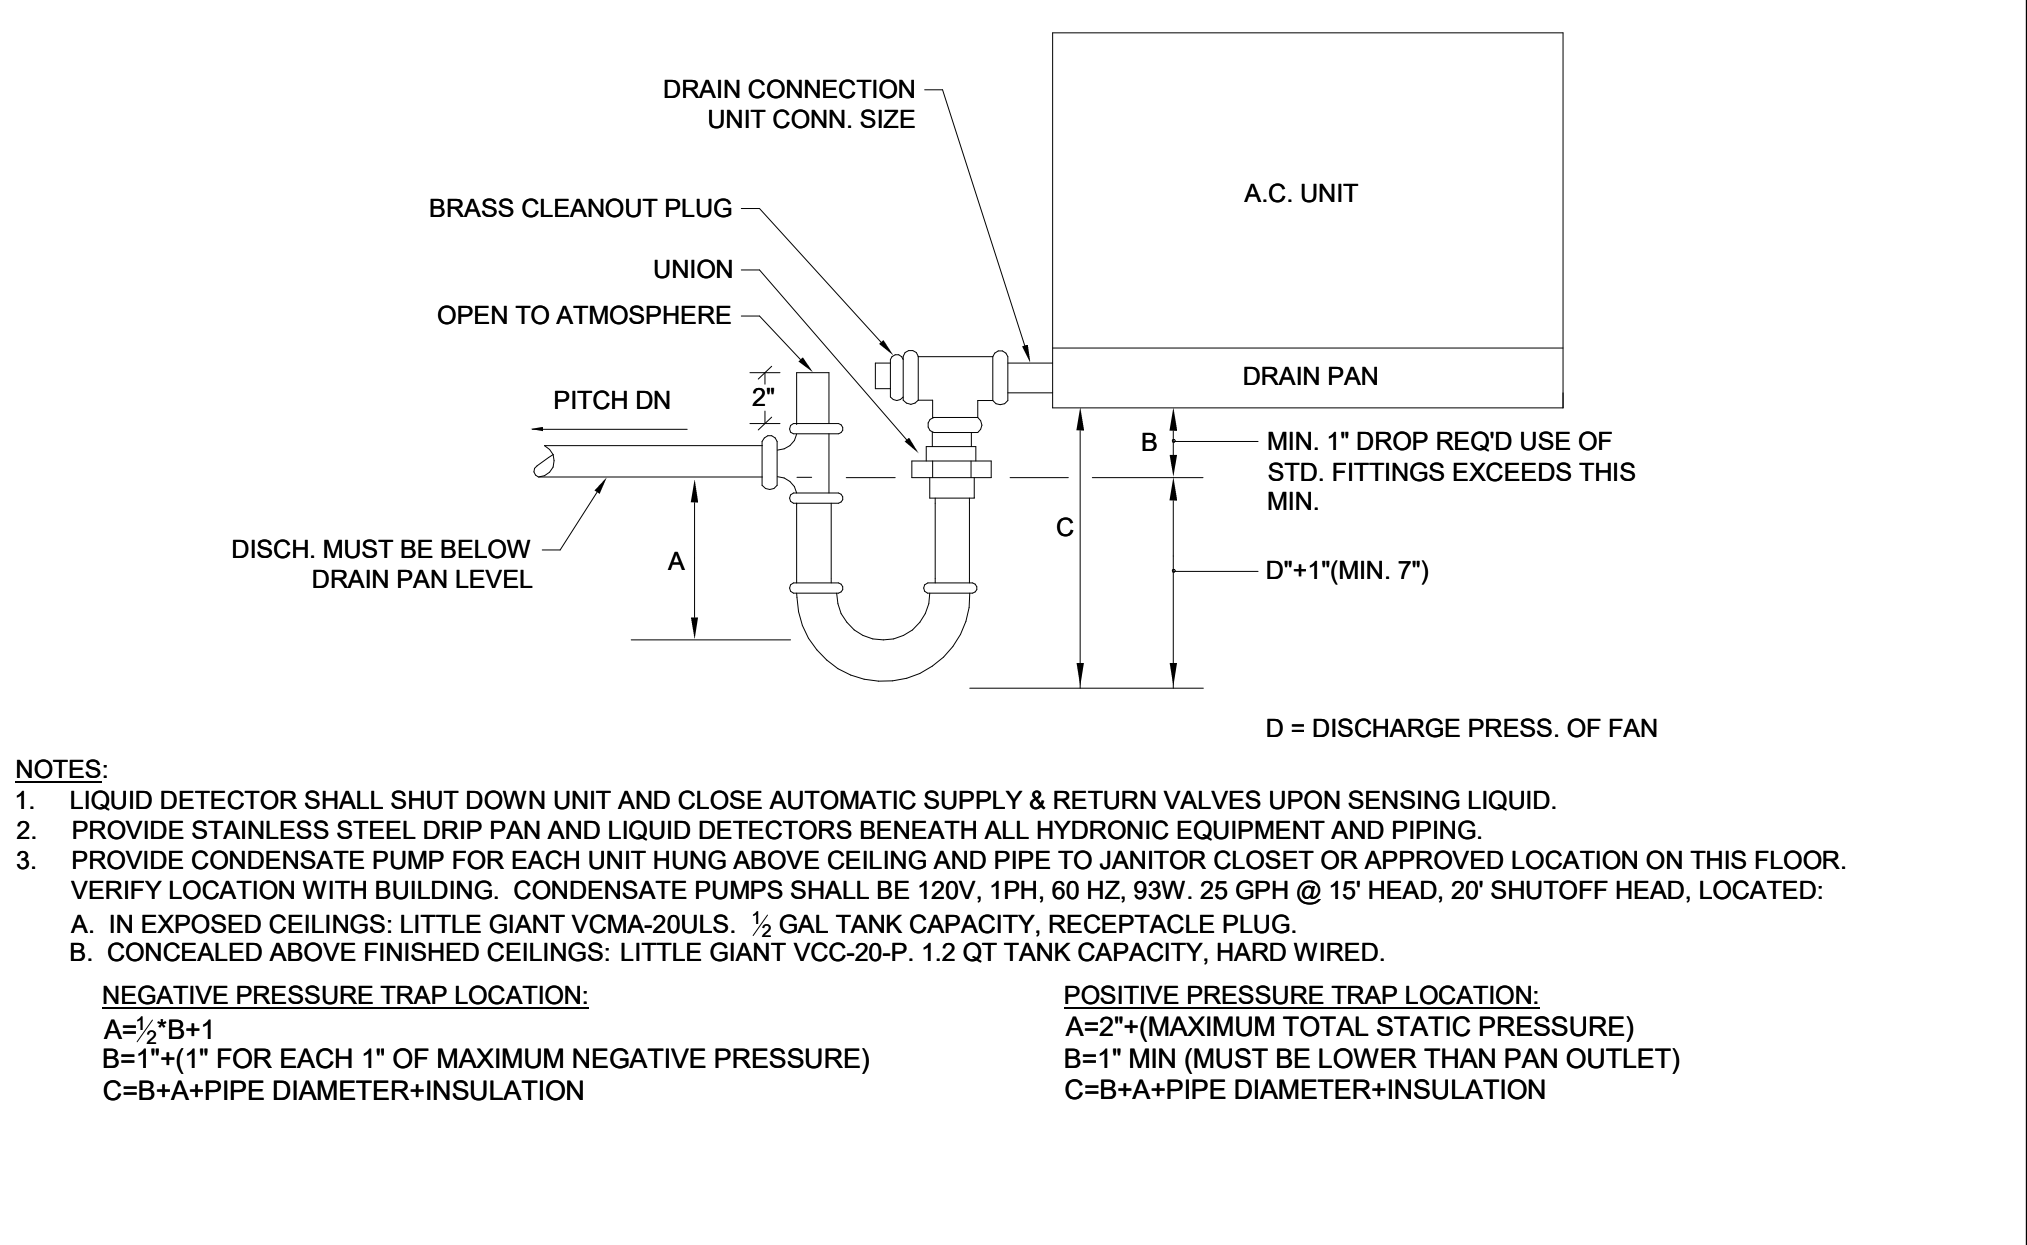 DRAIN CONNECTION
UNIT CONN. SIZE
A.C. UNIT
BRASS CLEANOUT PLUG
UNION
OPEN TO ATMOSPHERE
DRAIN PAN
2"
PITCH DN
B
MIN. 1" DROP REQ'D USE OF
STD. FITTINGS EXCEEDS THIS
MIN.
C
DISCH. MUST BE BELOW
DRAIN PAN LEVEL
A
D"+1"(MIN. 7")
D = DISCHARGE PRESS. OF FAN
NOTES:
1. LIQUID DETECTOR SHALL SHUT DOWN UNIT AND CLOSE AUTOMATIC SUPPLY & RETURN VALVES UPON SENSING LIQUID.
2. PROVIDE STAINLESS STEEL DRIP PAN AND LIQUID DETECTORS BENEATH ALL HYDRONIC EQUIPMENT AND PIPING.
3. PROVIDE CONDENSATE PUMP FOR EACH UNIT HUNG ABOVE CEILING AND PIPE TO JANITOR CLOSET OR APPROVED LOCATION ON THIS FLOOR.
VERIFY LOCATION WITH BUILDING. CONDENSATE PUMPS SHALL BE 120V, 1PH, 60 HZ, 93W. 25 GPH @ 15' HEAD, 20' SHUTOFF HEAD, LOCATED:
A. IN EXPOSED CEILINGS: LITTLE GIANT VCMA-20ULS. ½ GAL TANK CAPACITY, RECEPTACLE PLUG.
B. CONCEALED ABOVE FINISHED CEILINGS: LITTLE GIANT VCC-20-P. 1.2 QT TANK CAPACITY, HARD WIRED.
NEGATIVE PRESSURE TRAP LOCATION:
A=½*B+1
B=1"+(1" FOR EACH 1" OF MAXIMUM NEGATIVE PRESSURE)
C=B+A+PIPE DIAMETER+INSULATION
POSITIVE PRESSURE TRAP LOCATION:
A=2"+(MAXIMUM TOTAL STATIC PRESSURE)
B=1" MIN (MUST BE LOWER THAN PAN OUTLET)
C=B+A+PIPE DIAMETER+INSULATION